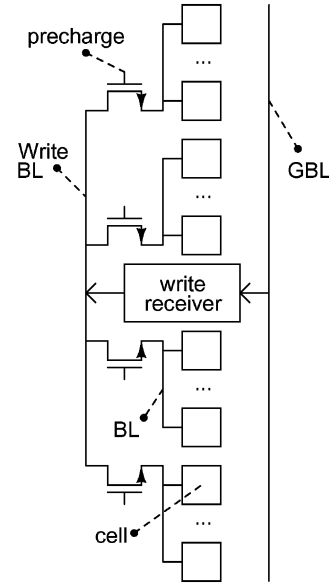 precharge
...
Write
BL
GBL
...
write
receiver
...
BL
cell
...